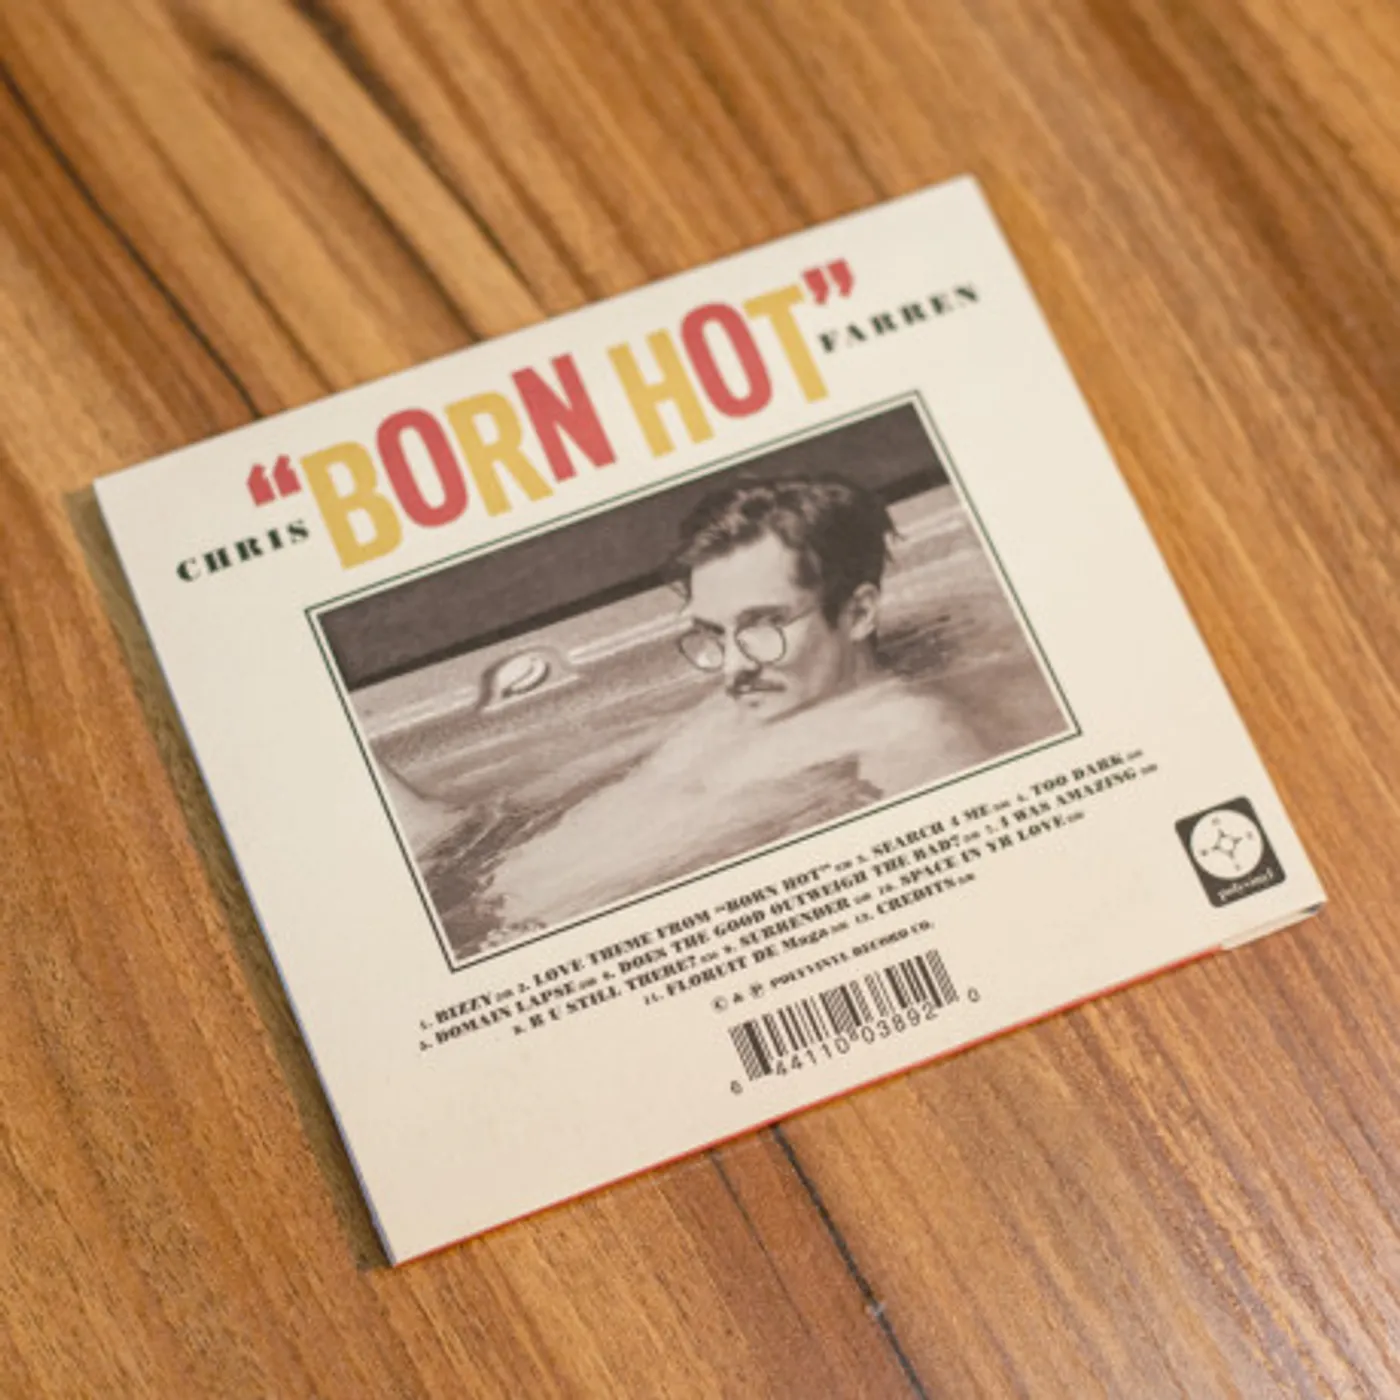 “BORN HOT”
CHRIS FARREN
1. BIZZY 2. LOVE THEME FROM “BORN HOT” 3. SEARCH 4 ME 4. TOO DARK
5. DOMAIN LAPSE 6. DOES THE GOOD OUTWEIGH THE BAD? 7. I WAS AMAZING
8. R U STILL THERE? 9. SURRENDER 10. SPACE IN YR LOVE
11. FLORUIT DE Muga 12. CREDITS
© & ℗ POLYVINYL RECORD CO.
6 44110 03892 0
polyvinyl